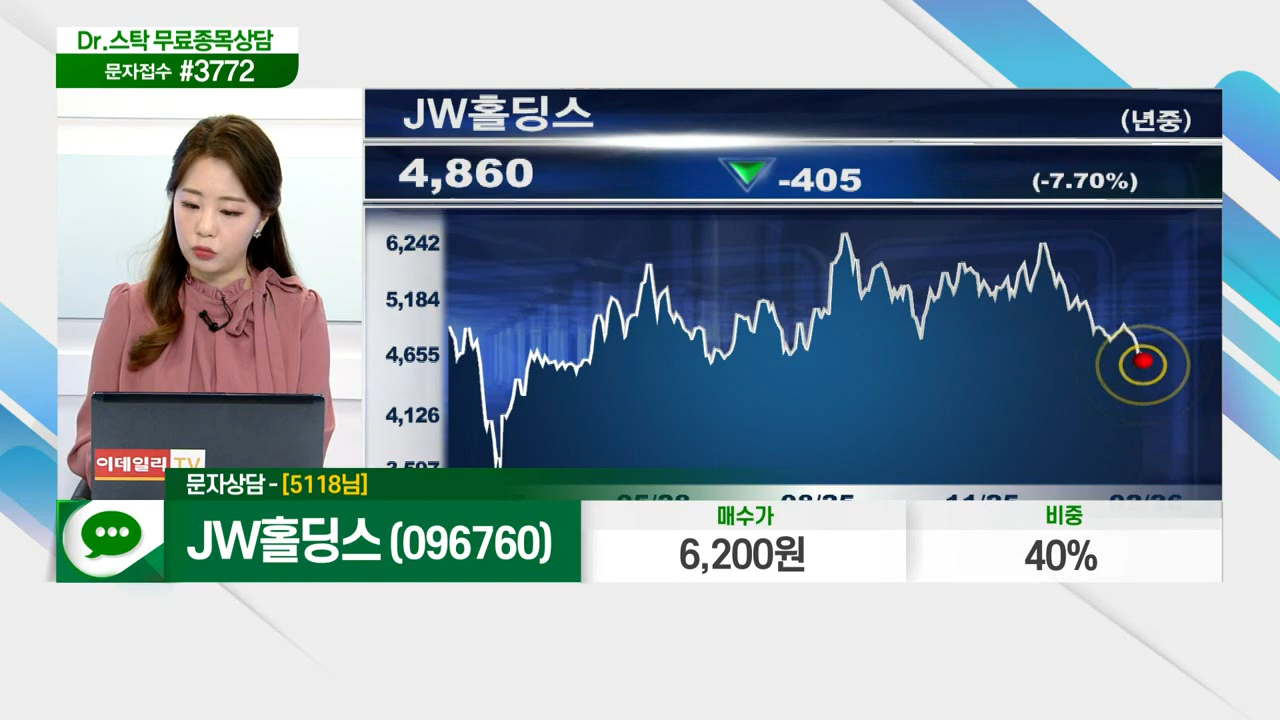 Dr.스탁 무료종목상담
문자접수 #3772
JW홀딩스
(년중)
4,860
-405
(-7.70%)
6,242
5,184
4,655
4,126
이데일리 TV
문자상담 - [5118님]
JW홀딩스 (096760)
매수가
6,200원
비중
40%